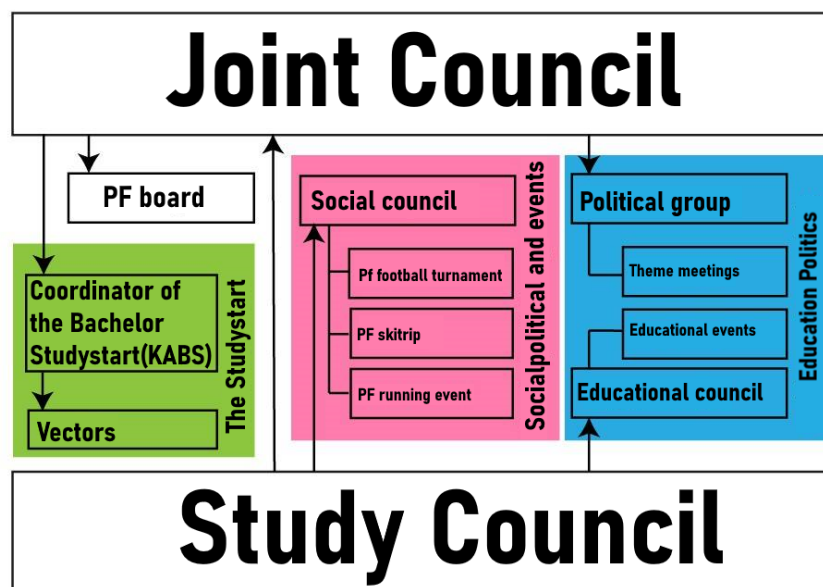 Joint Council
PF board
Coordinator of
the Bachelor
Studystart(KABS)
Vectors
The Studystart
Social council
Pf football turnament
PF skitrip
PF running event
Socialpolitical and events
Political group
Theme meetings
Educational events
Educational council
Education Politics
Study Council